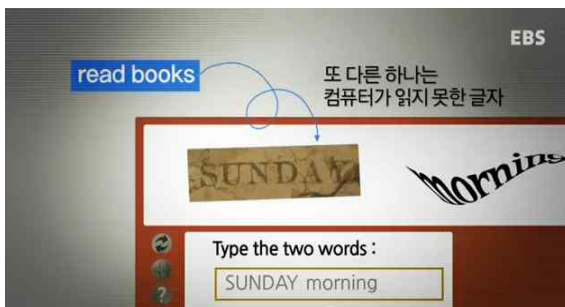 EBS
read books
또 다른 하나는
컴퓨터가 읽지 못한 글자
SUNDAY
morning
Type the two words :
SUNDAY morning
?